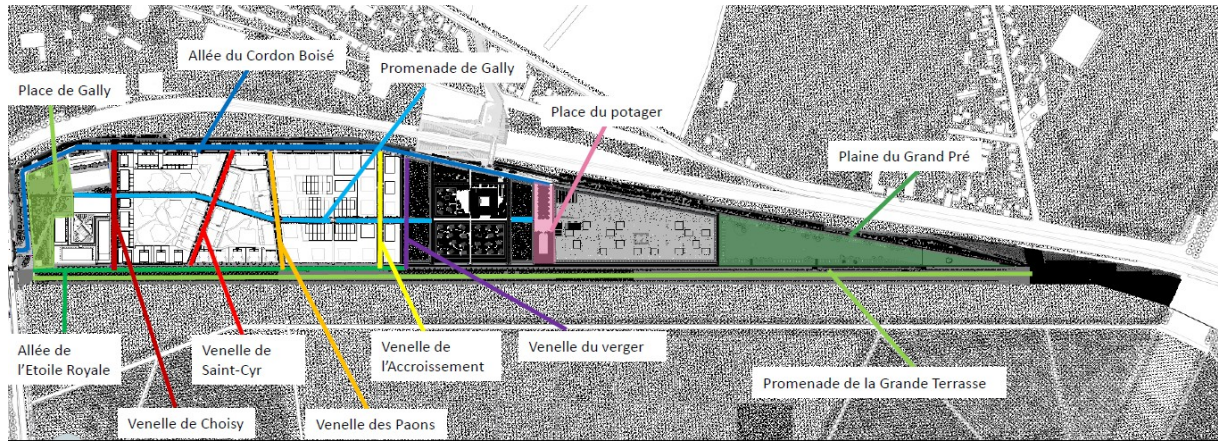 Allée du Cordon Boisé
Promenade de Gally
Place de Gally
Place du potager
Plaine du Grand Pré
Allée de
l'Etoile Royale
Venelle de
Saint-Cyr
Venelle de
l'Accroissement
Venelle du verger
Promenade de la Grande Terrasse
Venelle de Choisy
Venelle des Paons